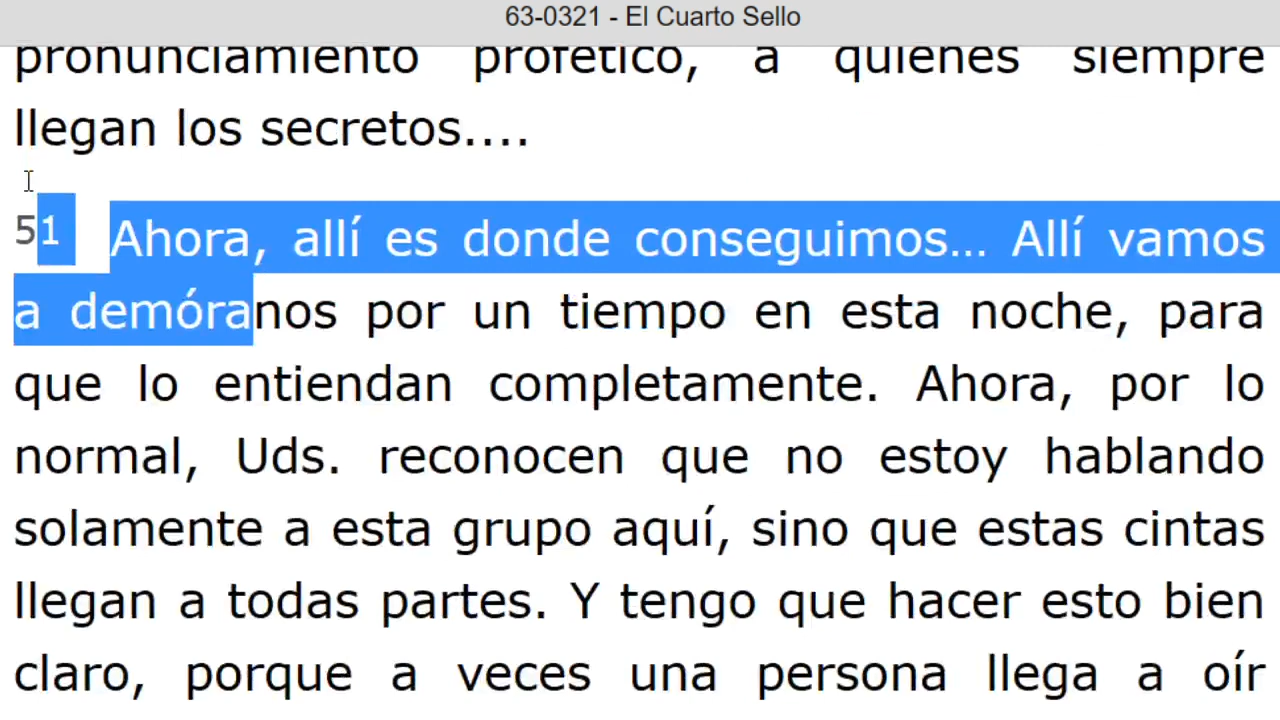 63-0321 - El Cuarto Sello
pronunciamiento profético, a quienes siempre
llegan los secretos....
51 Ahora, allí es donde conseguimos... Allí vamos
a demóranos por un tiempo en esta noche, para
que lo entiendan completamente. Ahora, por lo
normal, Uds. reconocen que no estoy hablando
solamente a esta grupo aquí, sino que estas cintas
llegan a todas partes. Y tengo que hacer esto bien
claro, porque a veces una persona llega a oír